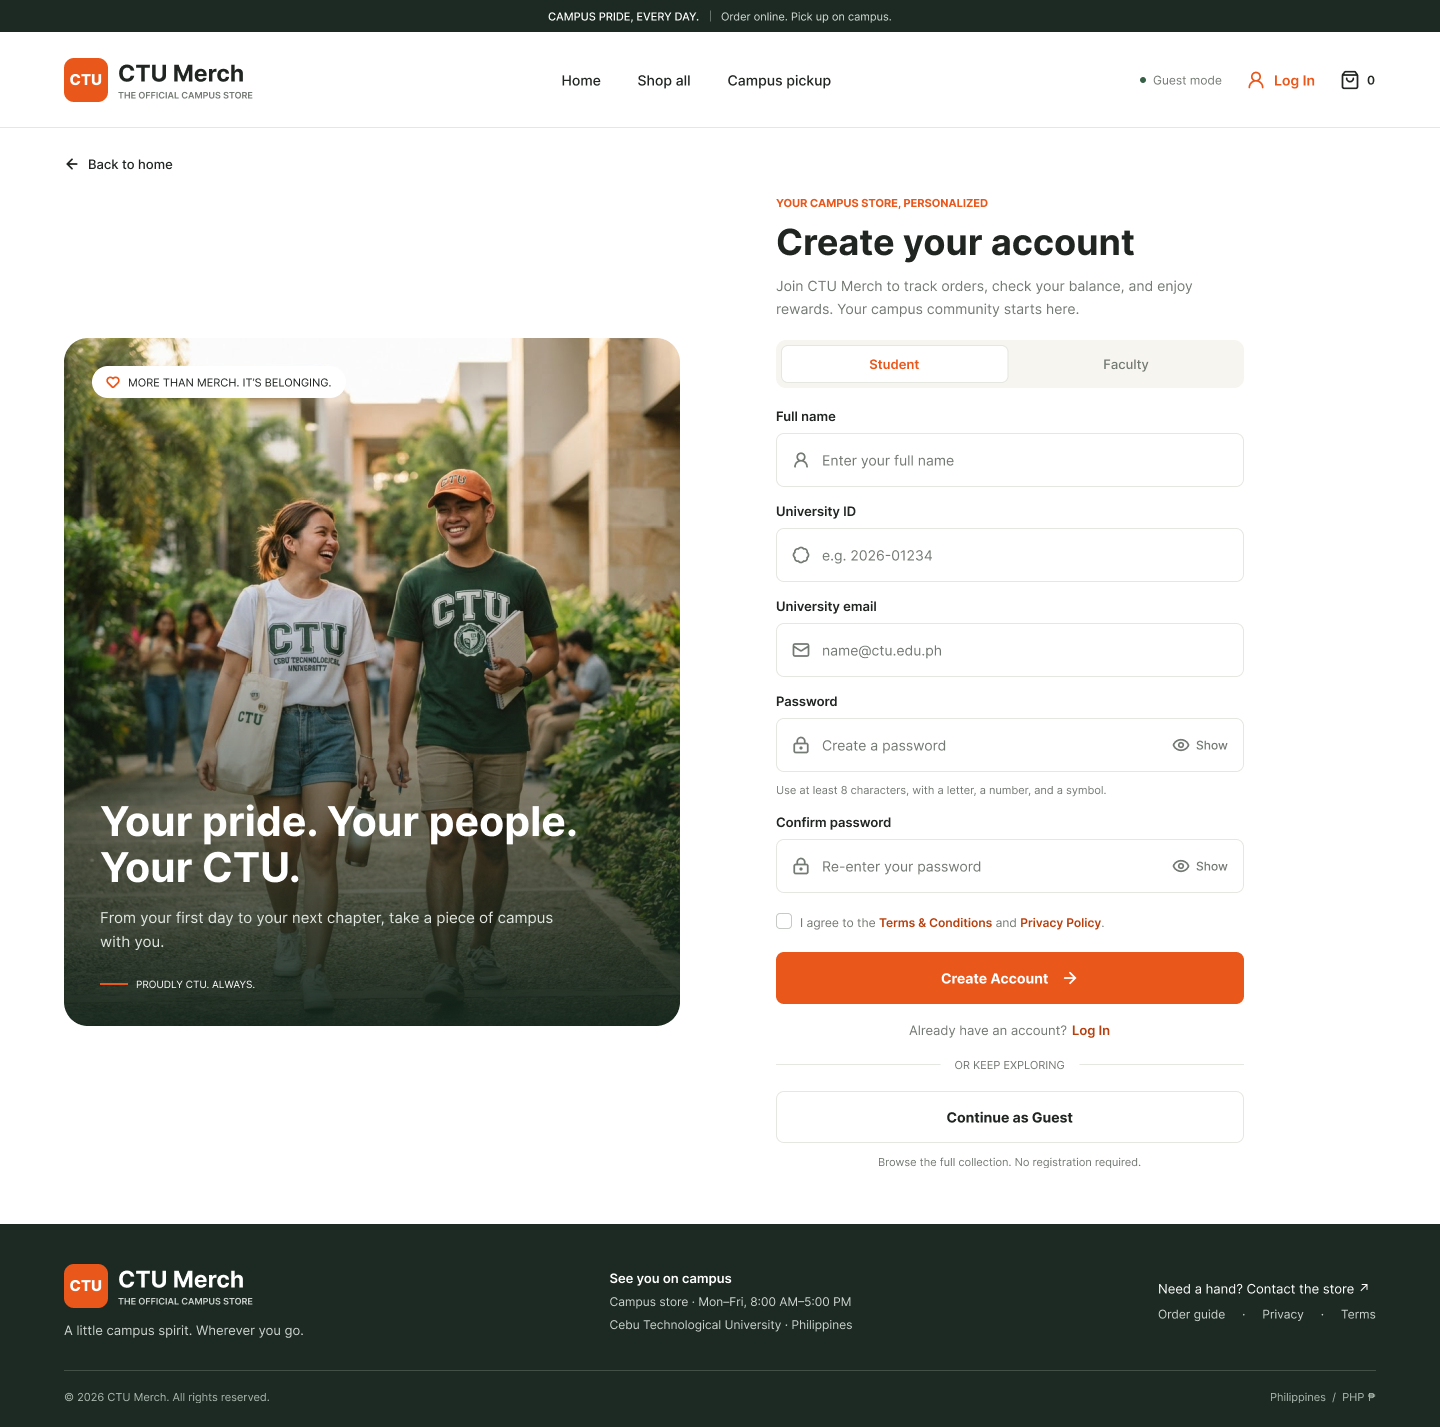 CAMPUS PRIDE, EVERY DAY. | Order online. Pick up on campus.
CTU
CTU Merch
THE OFFICIAL CAMPUS STORE
Home
Shop all
Campus pickup
Guest mode
Log In
0
Back to home
MORE THAN MERCH. IT'S BELONGING.
CTU
CTU
CTU
CEBU TECHNOLOGICAL
UNIVERSITY
CTU
Your pride. Your people.
Your CTU.
From your first day to your next chapter, take a piece of campus
with you.
PROUDLY CTU. ALWAYS.
YOUR CAMPUS STORE, PERSONALIZED
Create your account
Join CTU Merch to track orders, check your balance, and enjoy
rewards. Your campus community starts here.
Student
Faculty
Full name
Enter your full name
University ID
e.g. 2026-01234
University email
name@ctu.edu.ph
Password
Create a password
Show
Use at least 8 characters, with a letter, a number, and a symbol.
Confirm password
Re-enter your password
Show
I agree to the Terms & Conditions and Privacy Policy.
Create Account
Already have an account? Log In
OR KEEP EXPLORING
Continue as Guest
Browse the full collection. No registration required.
CTU
CTU Merch
THE OFFICIAL CAMPUS STORE
A little campus spirit. Wherever you go.
See you on campus
Campus store · Mon–Fri, 8:00 AM–5:00 PM
Cebu Technological University · Philippines
Need a hand? Contact the store ↗
Order guide · Privacy · Terms
© 2026 CTU Merch. All rights reserved.
Philippines / PHP ₱